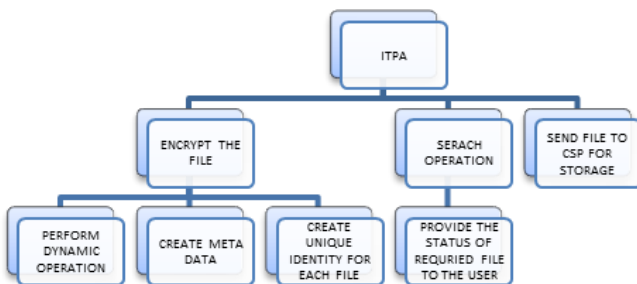 ITPA
ENCRYPT THE
FILE
SERACH
OPERATION
SEND FILE TO
CSP FOR
STORAGE
PERFORM
DYNAMIC
OPERATION
CREATE META
DATA
CREATE
UNIQUE
IDENTITY FOR
EACH FILE
PROVIDE THE
STATUS OF
REQURIED FILE
TO THE USER